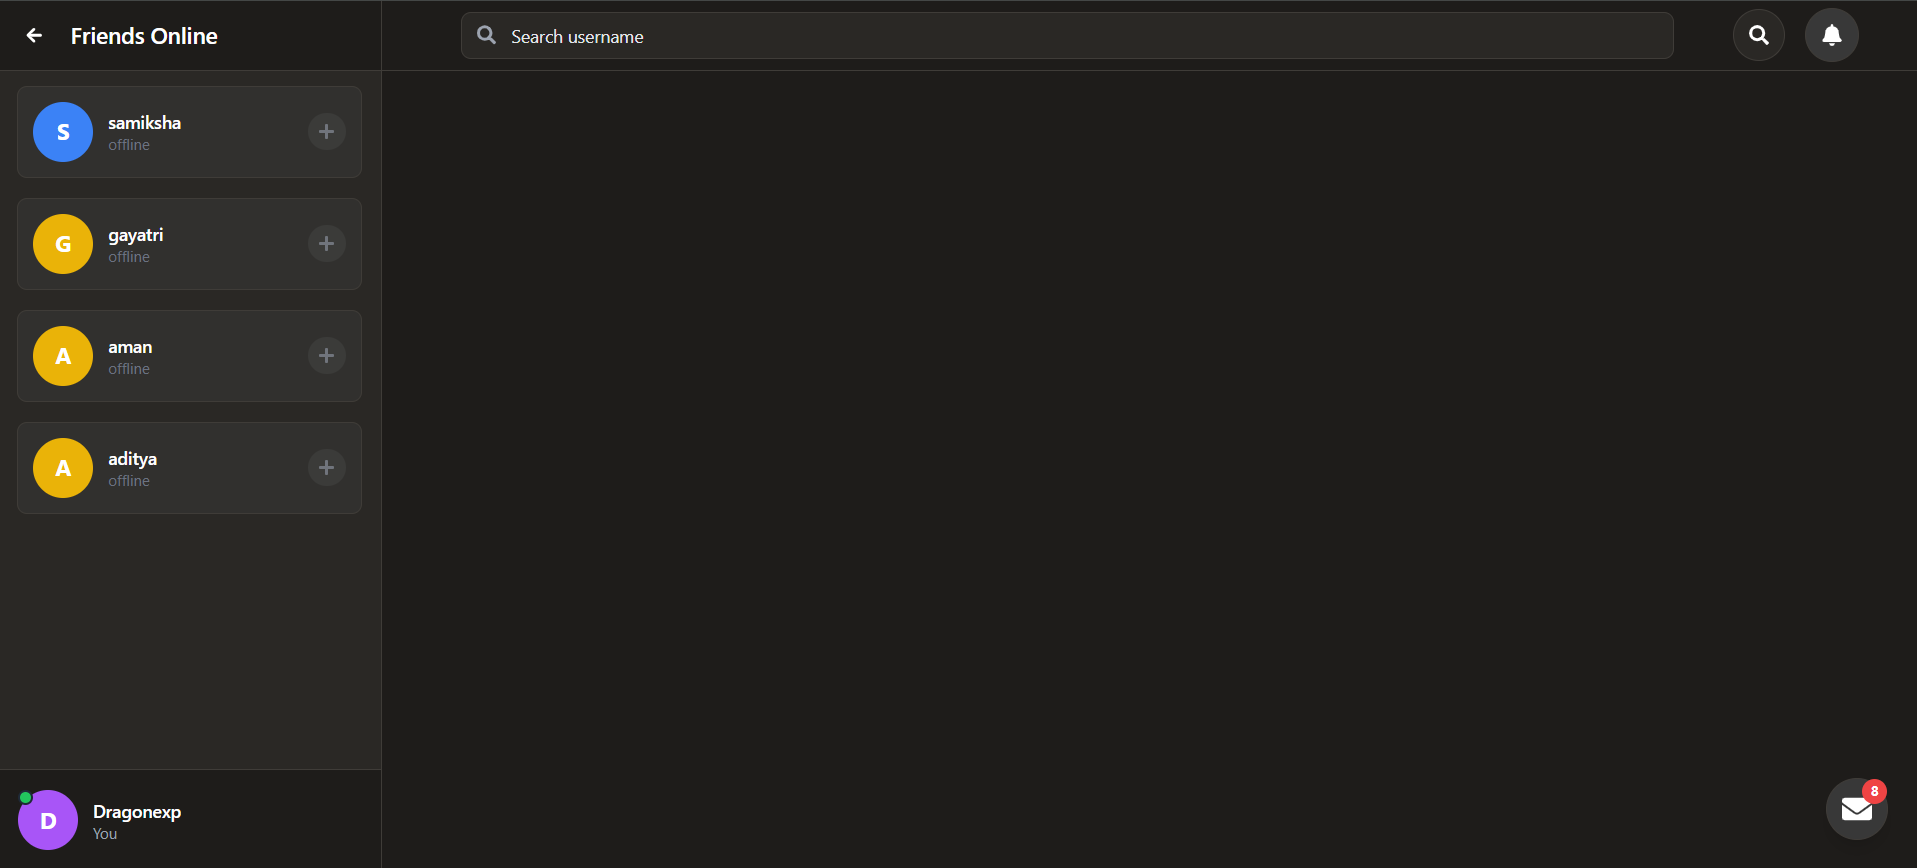 Friends Online
Search username
S
samiksha
offline
G
gayatri
offline
A
aman
offline
A
aditya
offline
D
Dragonexp
You
8